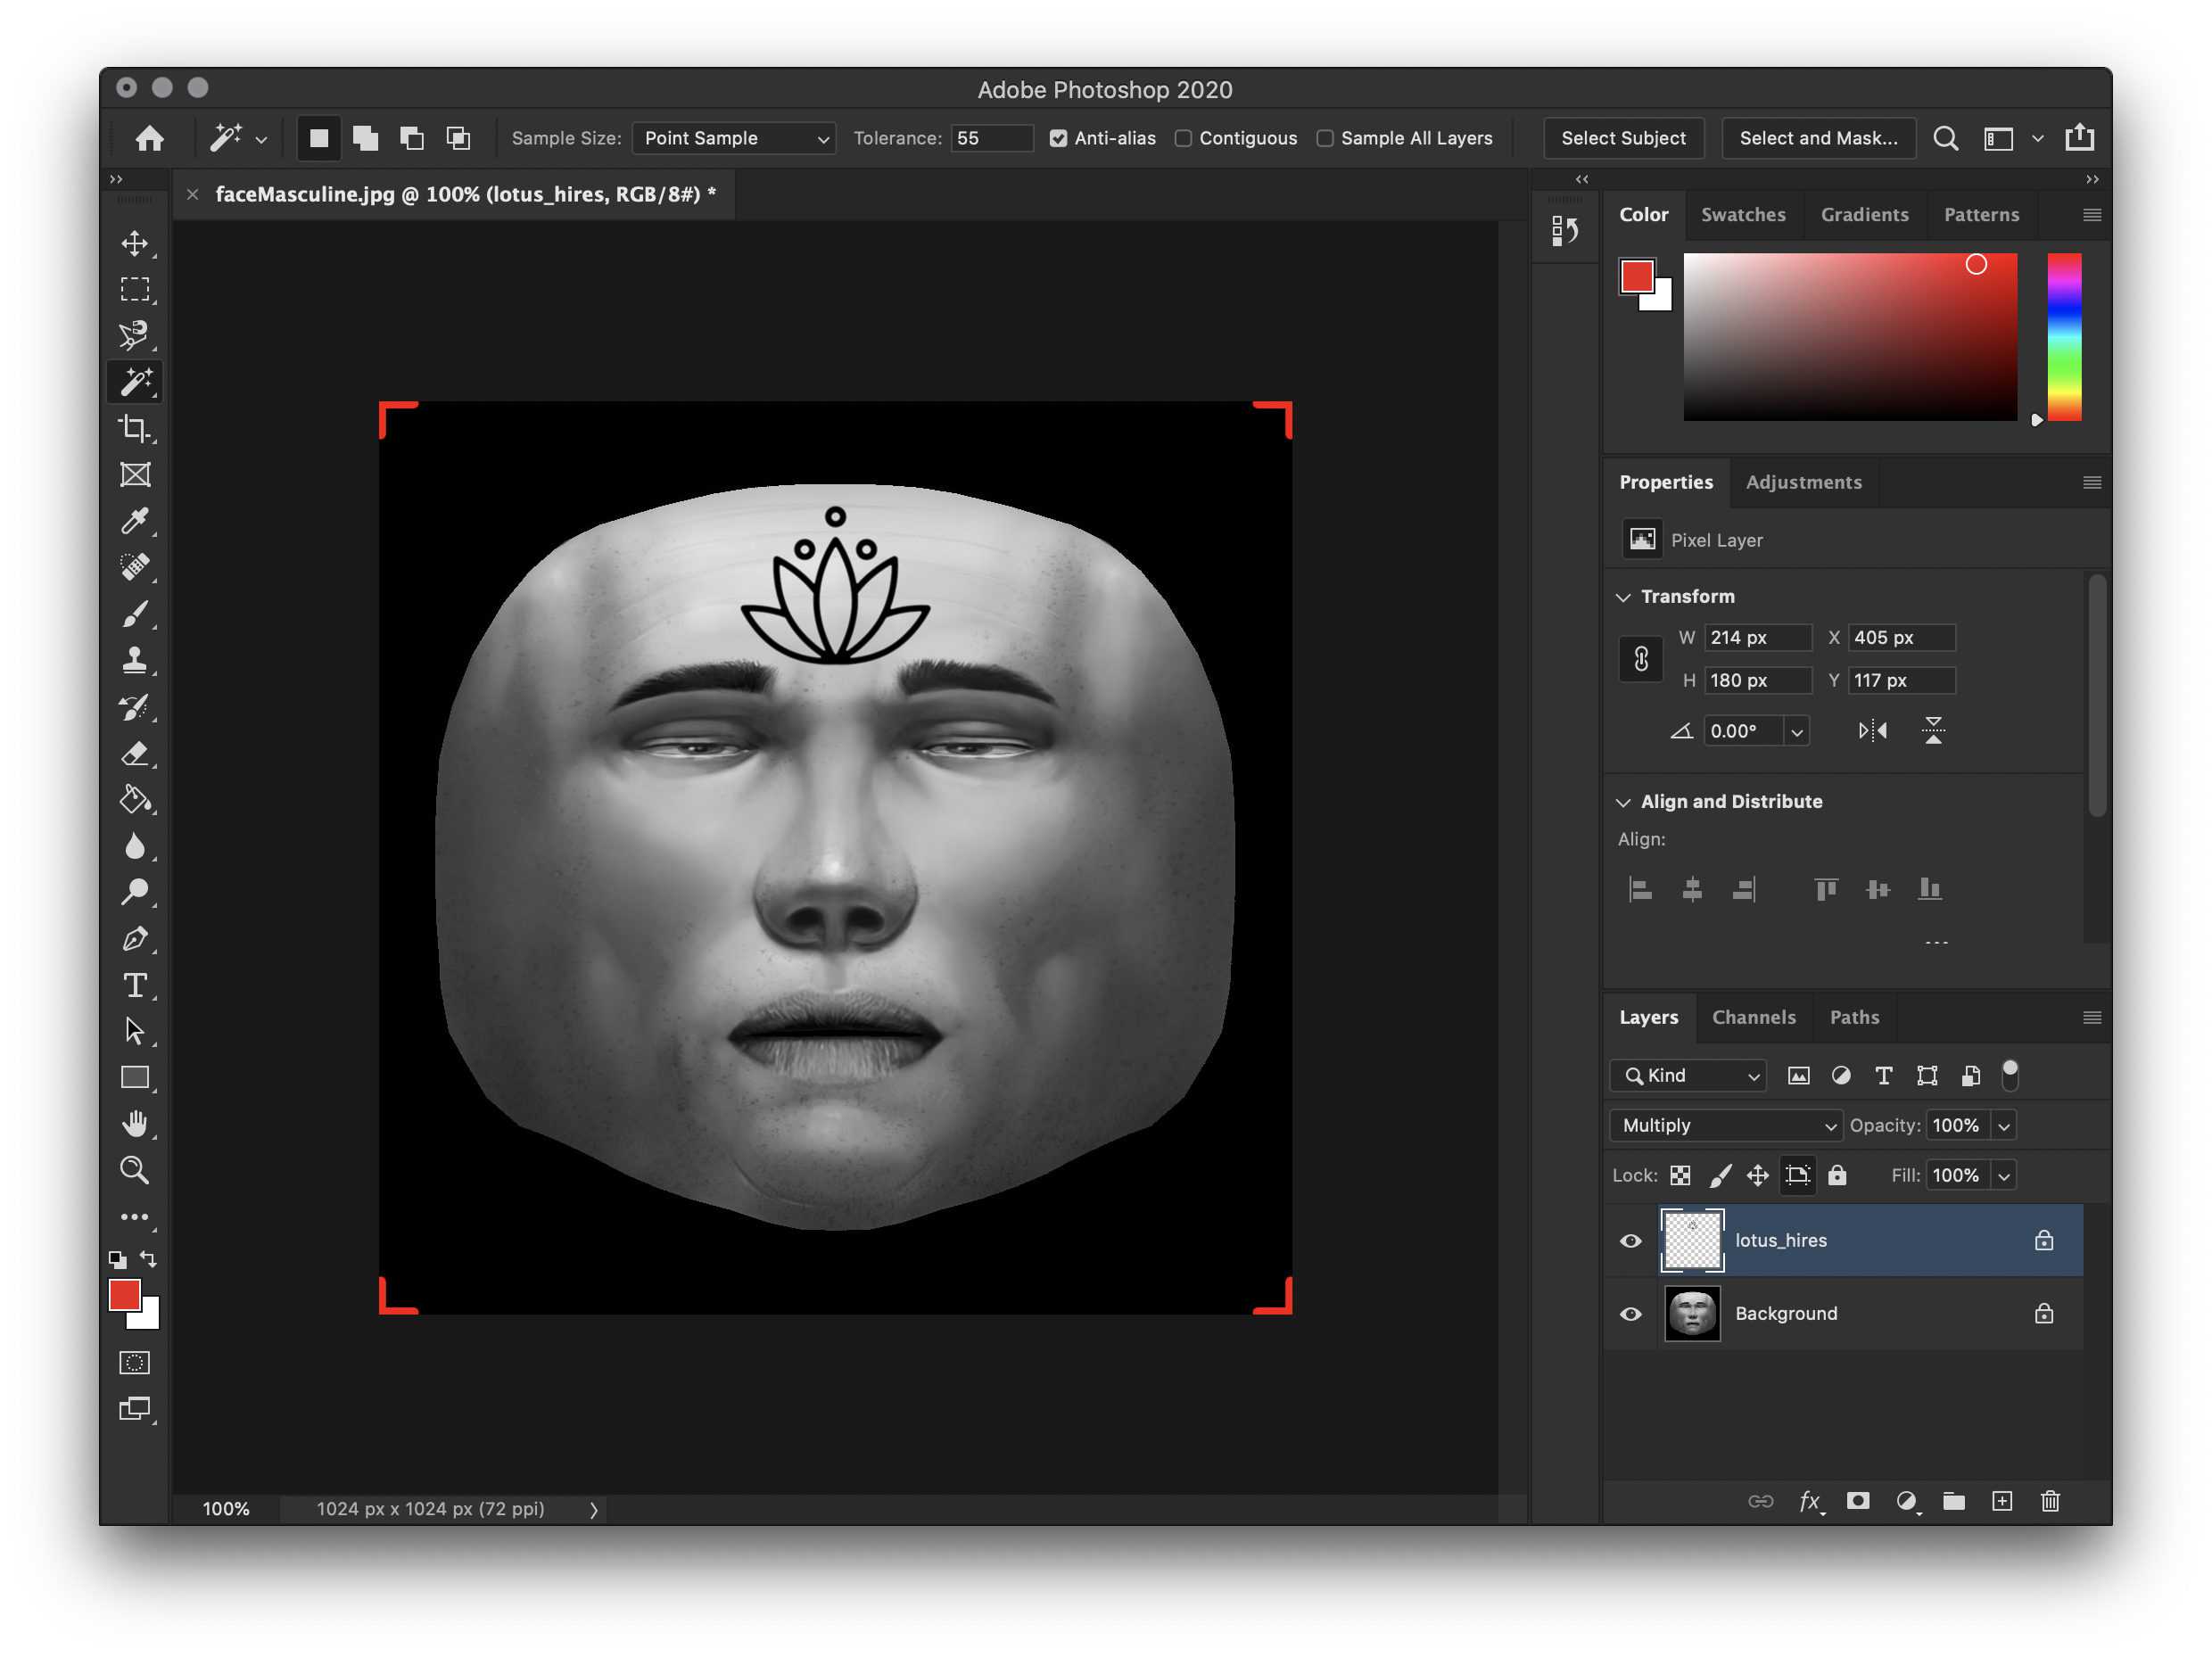 Adobe Photoshop 2020
Sample Size: Point Sample Tolerance: 55 Anti-alias Contiguous Sample All Layers Select Subject Select and Mask...
faceMasculine.jpg @ 100% (lotus_hires, RGB/8#) *
Color Swatches Gradients Patterns
Properties Adjustments
Pixel Layer
Transform
W 214 px X 405 px
H 180 px Y 117 px
0.00°
Align and Distribute
Align:
Layers Channels Paths
Kind
Multiply Opacity: 100%
Lock: Fill: 100%
lotus_hires
Background
fx
100% 1024 px x 1024 px (72 ppi)